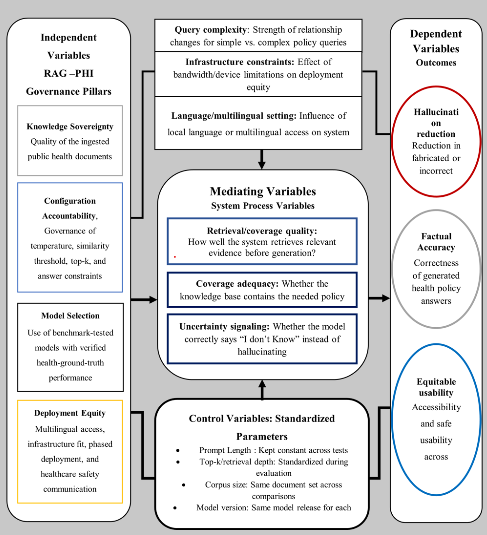 Independent
Variables
RAG –PHI
Governance Pillars
Knowledge Sovereignty
Quality of the ingested
public health documents
Configuration
Accountability,
Governance of
temperature, similarity
threshold, top-k, and
answer constraints
Model Selection
Use of benchmark-tested
models with verified
health-ground-truth
performance
Deployment Equity
Multilingual access,
infrastructure fit, phased
deployment, and
healthcare safety
communication
Query complexity: Strength of relationship
changes for simple vs. complex policy queries
Infrastructure constraints: Effect of
bandwidth/device limitations on deployment
equity
Language/multilingual setting: Influence of
local language or multilingual access on system
Mediating Variables
System Process Variables
Retrieval/coverage quality:
How well the system retrieves relevant
evidence before generation?
Coverage adequacy: Whether the
knowledge base contains the needed policy
Uncertainty signaling: Whether the model
correctly says “I don’t Know” instead of
hallucinating
Control Variables: Standardized
Parameters
• Prompt Length : Kept constant across tests
• Top-k/retrieval depth: Standardized during
evaluation
• Corpus size: Same document set across
comparisons
• Model version: Same model release for each
Dependent
Variables
Outcomes
Hallucinati
on
reduction
Reduction in
fabricated or
incorrect
Factual
Accuracy
Correctness
of generated
health policy
answers
Equitable
usability
Accessibility
and safe
usability
across